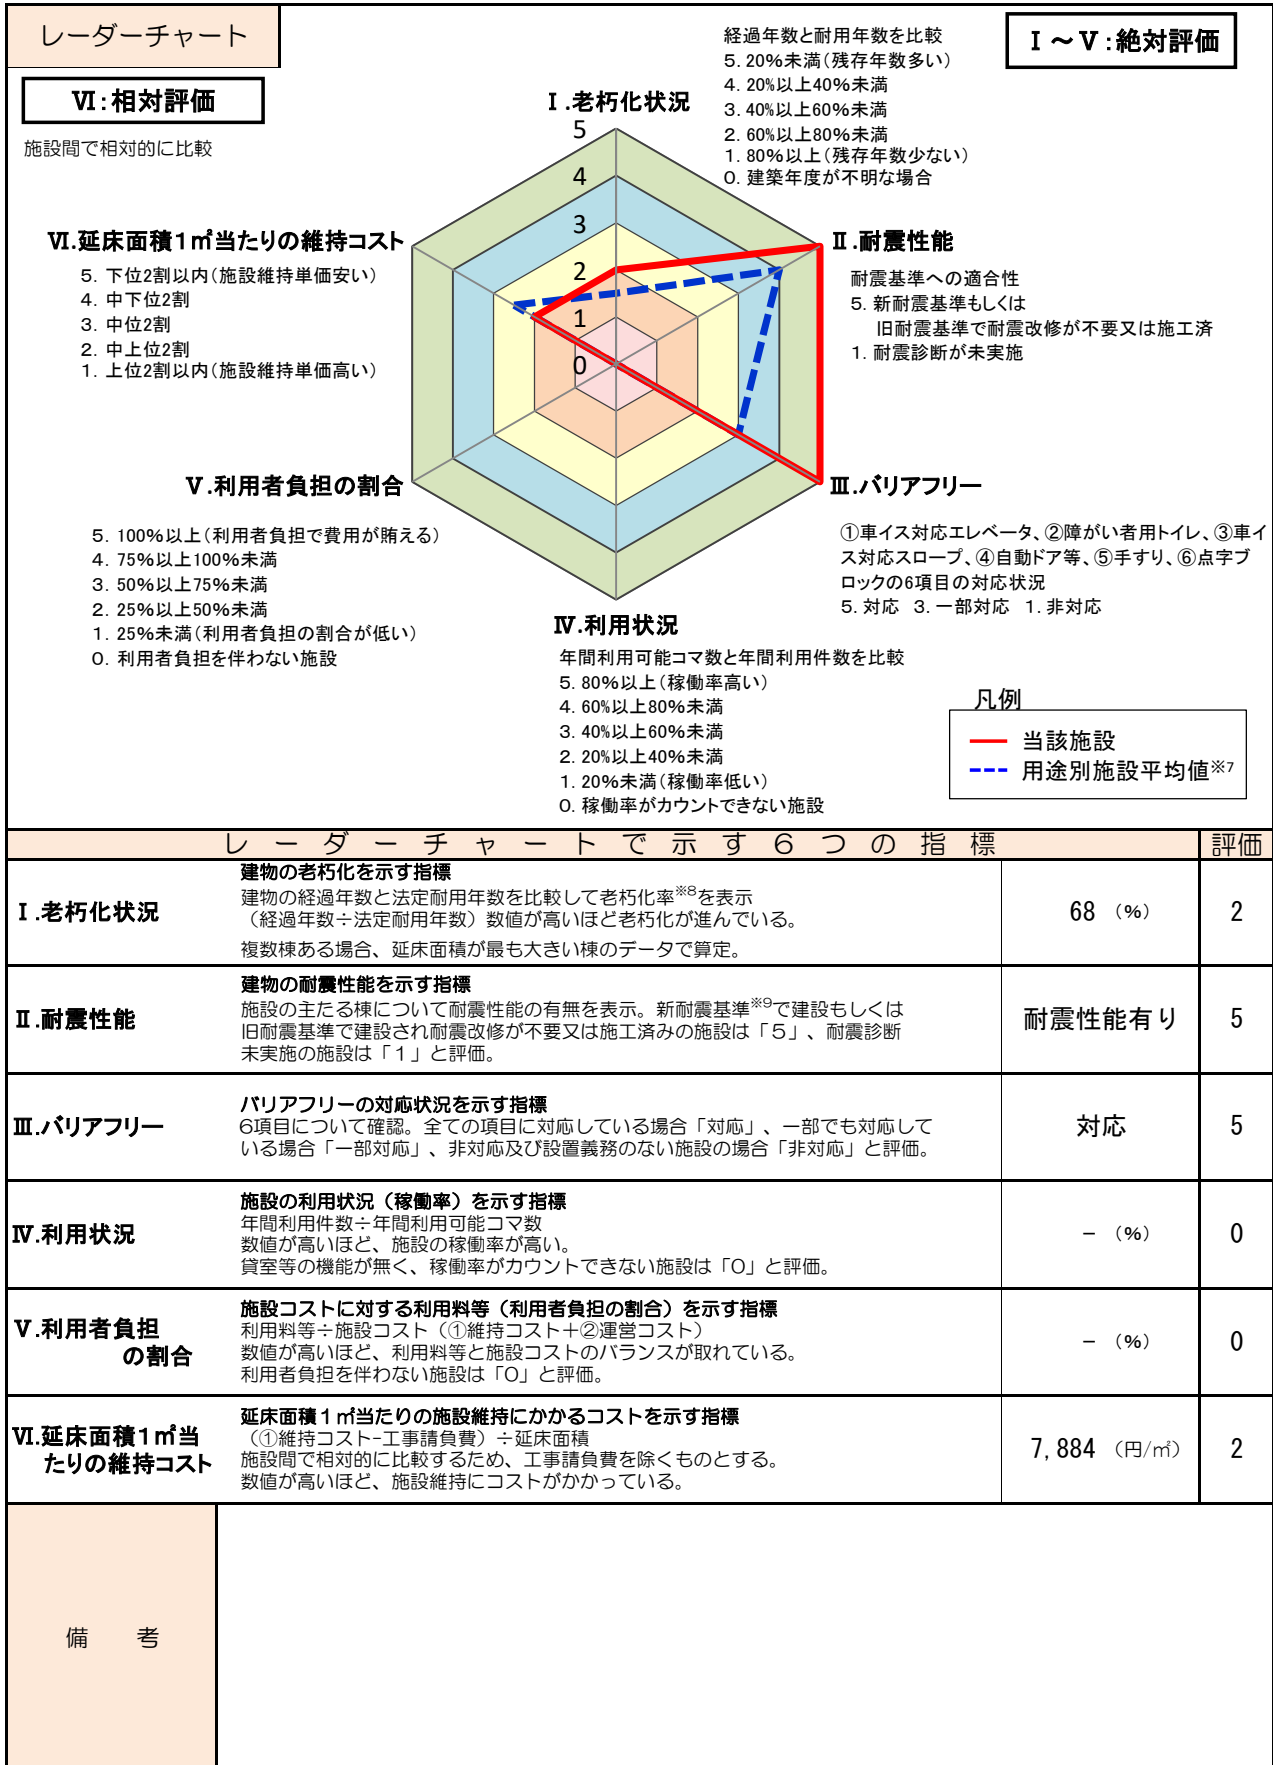 レーダーチャート
Ⅰ～Ⅴ:絶対評価
Ⅵ:相対評価
施設間で相対的に比較
経過年数と耐用年数を比較
5. 20%未満(残存年数多い)
4. 20%以上40%未満
3. 40%以上60%未満
2. 60%以上80%未満
1. 80%以上(残存年数少ない)
0. 建築年度が不明な場合
Ⅰ.老朽化状況
5
4
3
2
1
0
Ⅱ.耐震性能
耐震基準への適合性
5. 新耐震基準もしくは
旧耐震基準で耐震改修が不要又は施工済
1. 耐震診断が未実施
Ⅵ.延床面積1㎡当たりの維持コスト
5. 下位2割以内(施設維持単価安い)
4. 中下位2割
3. 中位2割
2. 中上位2割
1. 上位2割以内(施設維持単価高い)
Ⅴ.利用者負担の割合
5. 100%以上(利用者負担で費用が賄える)
4. 75%以上100%未満
3. 50%以上75%未満
2. 25%以上50%未満
1. 25%未満(利用者負担の割合が低い)
0. 利用者負担を伴わない施設
Ⅲ.バリアフリー
①車イス対応エレベータ、②障がい者用トイレ、③車イ
ス対応スロープ、④自動ドア等、⑤手すり、⑥点字ブ
ロックの6項目の対応状況
5. 対応 3. 一部対応 1. 非対応
Ⅳ.利用状況
年間利用可能コマ数と年間利用件数を比較
5. 80%以上(稼働率高い)
4. 60%以上80%未満
3. 40%以上60%未満
2. 20%以上40%未満
1. 20%未満(稼働率低い)
0. 稼働率がカウントできない施設
凡例
当該施設
用途別施設平均値※7
レーダーチャートで示す6つの指標 評価
Ⅰ.老朽化状況
建物の老朽化を示す指標
建物の経過年数と法定耐用年数を比較して老朽化率※8を表示
(経過年数÷法定耐用年数)数値が高いほど老朽化が進んでいる。
複数棟ある場合、延床面積が最も大きい棟のデータで算定。
68 (%) 2
Ⅱ.耐震性能
建物の耐震性能を示す指標
施設の主たる棟について耐震性能の有無を表示。新耐震基準※9で建設もしくは
旧耐震基準で建設され耐震改修が不要又は施工済みの施設は「5」、耐震診断
未実施の施設は「1」と評価。
耐震性能有り 5
Ⅲ.バリアフリー
バリアフリーの対応状況を示す指標
6項目について確認。全ての項目に対応している場合「対応」、一部でも対応して
いる場合「一部対応」、非対応及び設置義務のない施設の場合「非対応」と評価。
対応 5
Ⅳ.利用状況
施設の利用状況(稼働率)を示す指標
年間利用件数÷年間利用可能コマ数
数値が高いほど、施設の稼働率が高い。
貸室等の機能が無く、稼働率がカウントできない施設は「0」と評価。
- (%) 0
Ⅴ.利用者負担
の割合
施設コストに対する利用料等(利用者負担の割合)を示す指標
利用料等÷施設コスト(①維持コスト+②運営コスト)
数値が高いほど、利用料等と施設コストのバランスが取れている。
利用者負担を伴わない施設は「0」と評価。
- (%) 0
Ⅵ.延床面積1㎡当
たりの維持コスト
延床面積1㎡当たりの施設維持にかかるコストを示す指標
(①維持コスト-工事請負費)÷延床面積
施設間で相対的に比較するため、工事請負費を除くものとする。
数値が高いほど、施設維持にコストがかかっている。
7,884 (円/㎡) 2
備 考